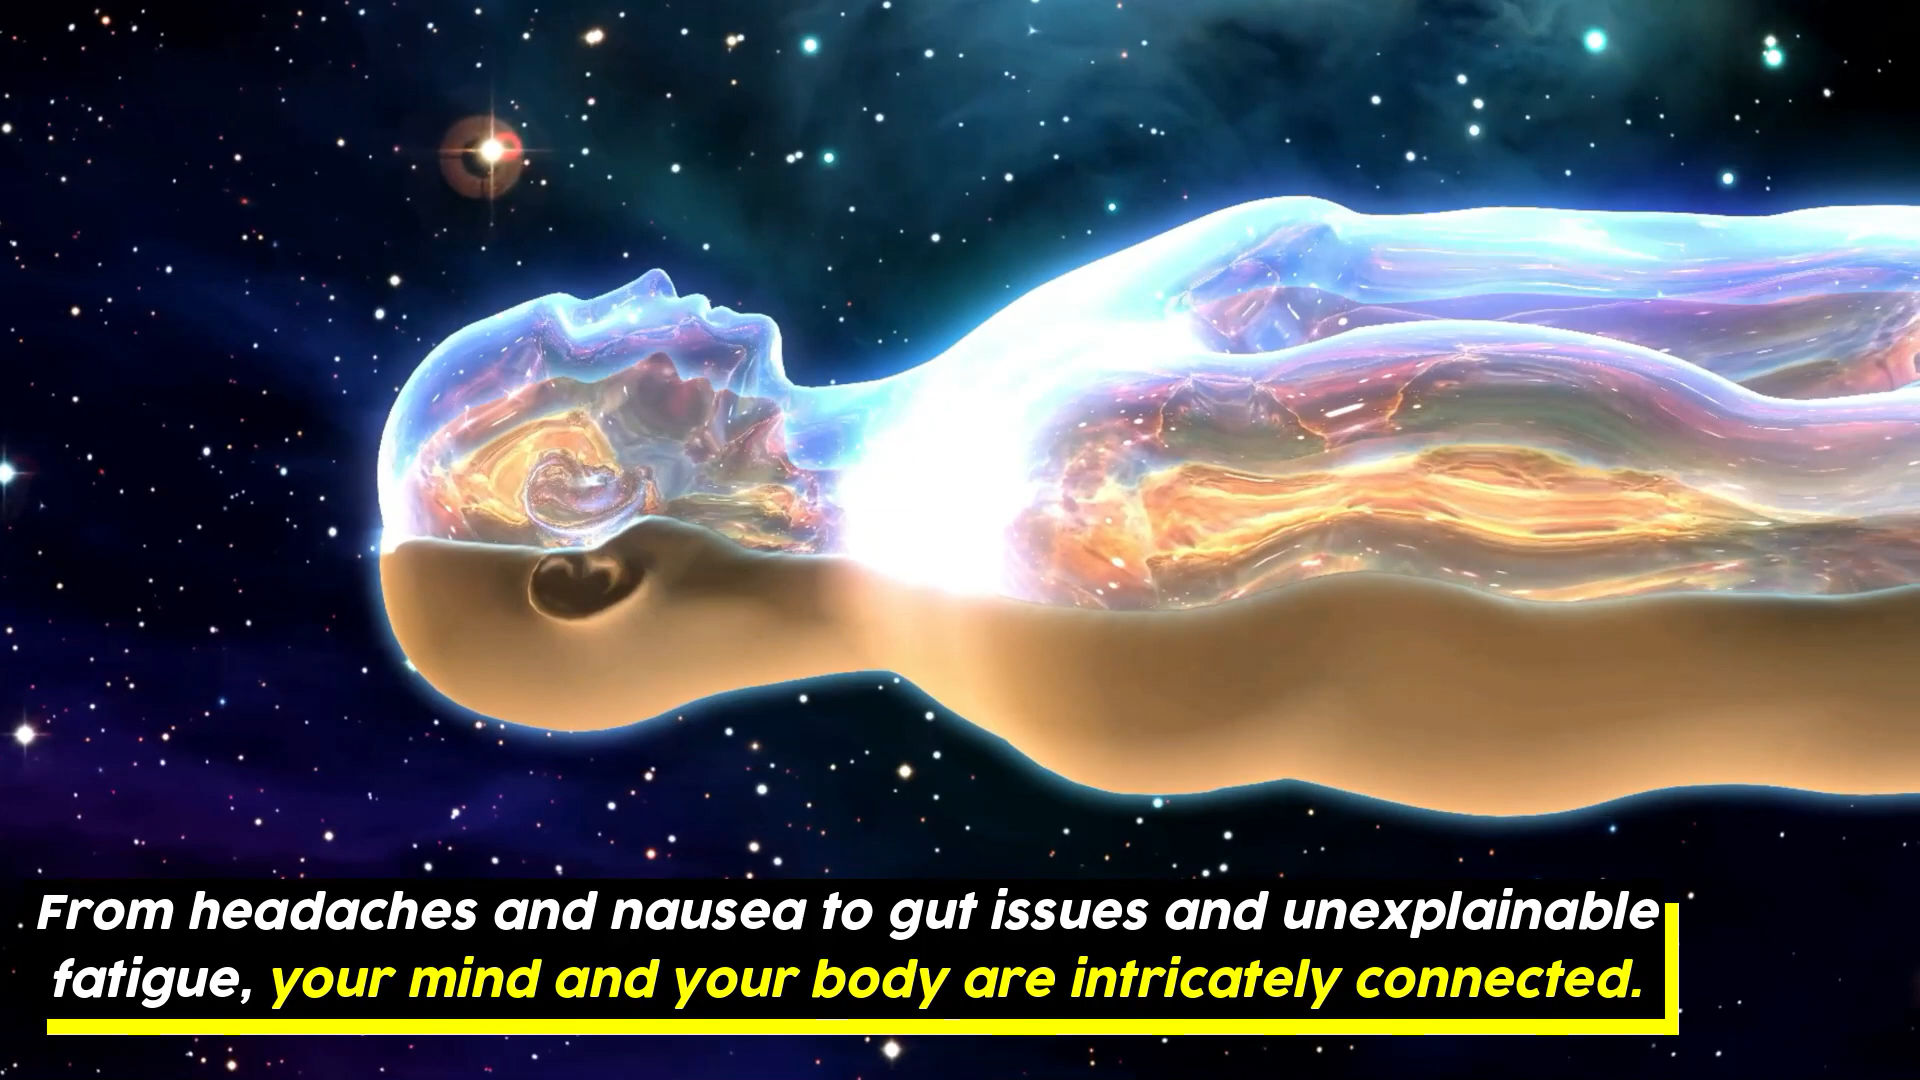 From headaches and nausea to gut issues and unexplainable
fatigue, your mind and your body are intricately connected.